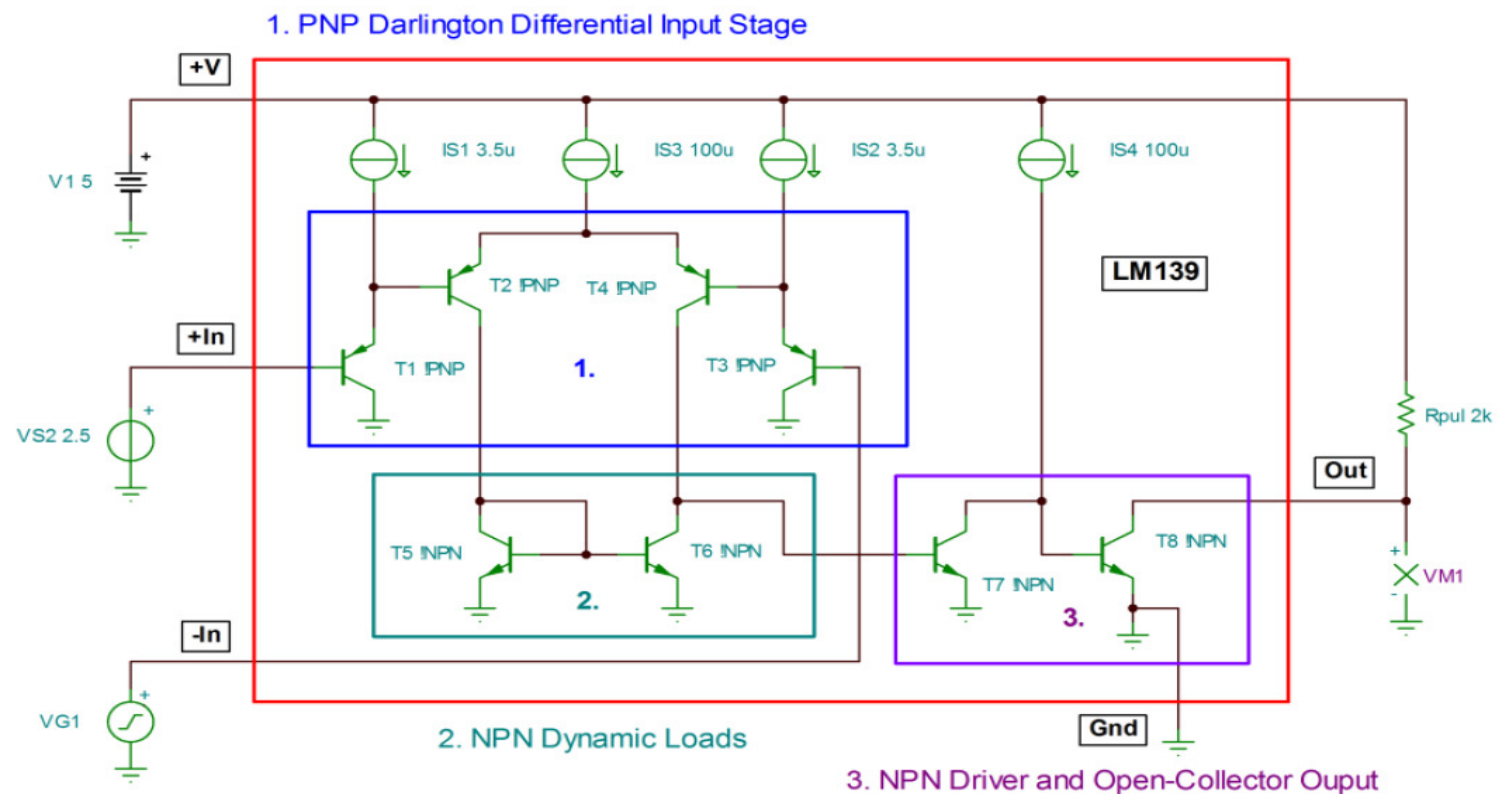 1. PNP Darlington Differential Input Stage
+V
IS1 3.5u
IS3 100u
IS2 3.5u
IS4 100u
+
V1 5
LM139
T2 !PNP
T4 !PNP
+In
T1 !PNP
1.
T3 !PNP
+
VS2 2.5
Rpul 2k
Out
T5 !NPN
T6 !NPN
T8 !NPN
+
VM1
-
T7 !NPN
2.
3.
-In
+
VG1
2. NPN Dynamic Loads
Gnd
3. NPN Driver and Open-Collector Ouput